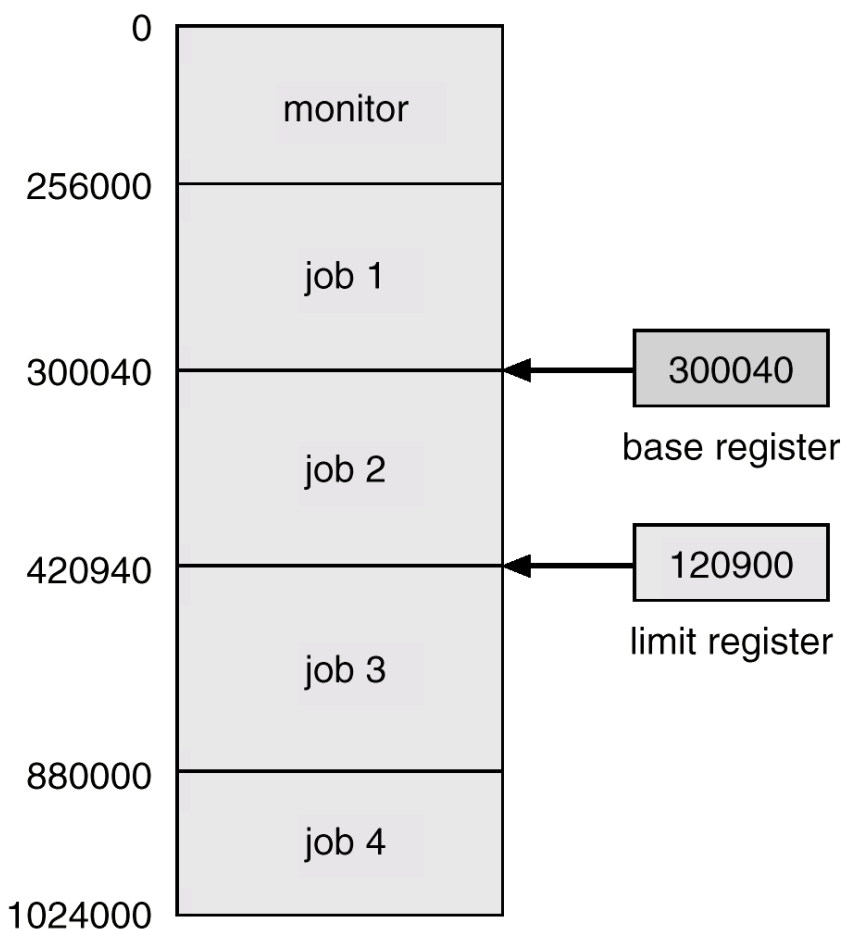 0
monitor
256000
job 1
300040
300040
base register
job 2
420940
120900
limit register
job 3
880000
job 4
1024000